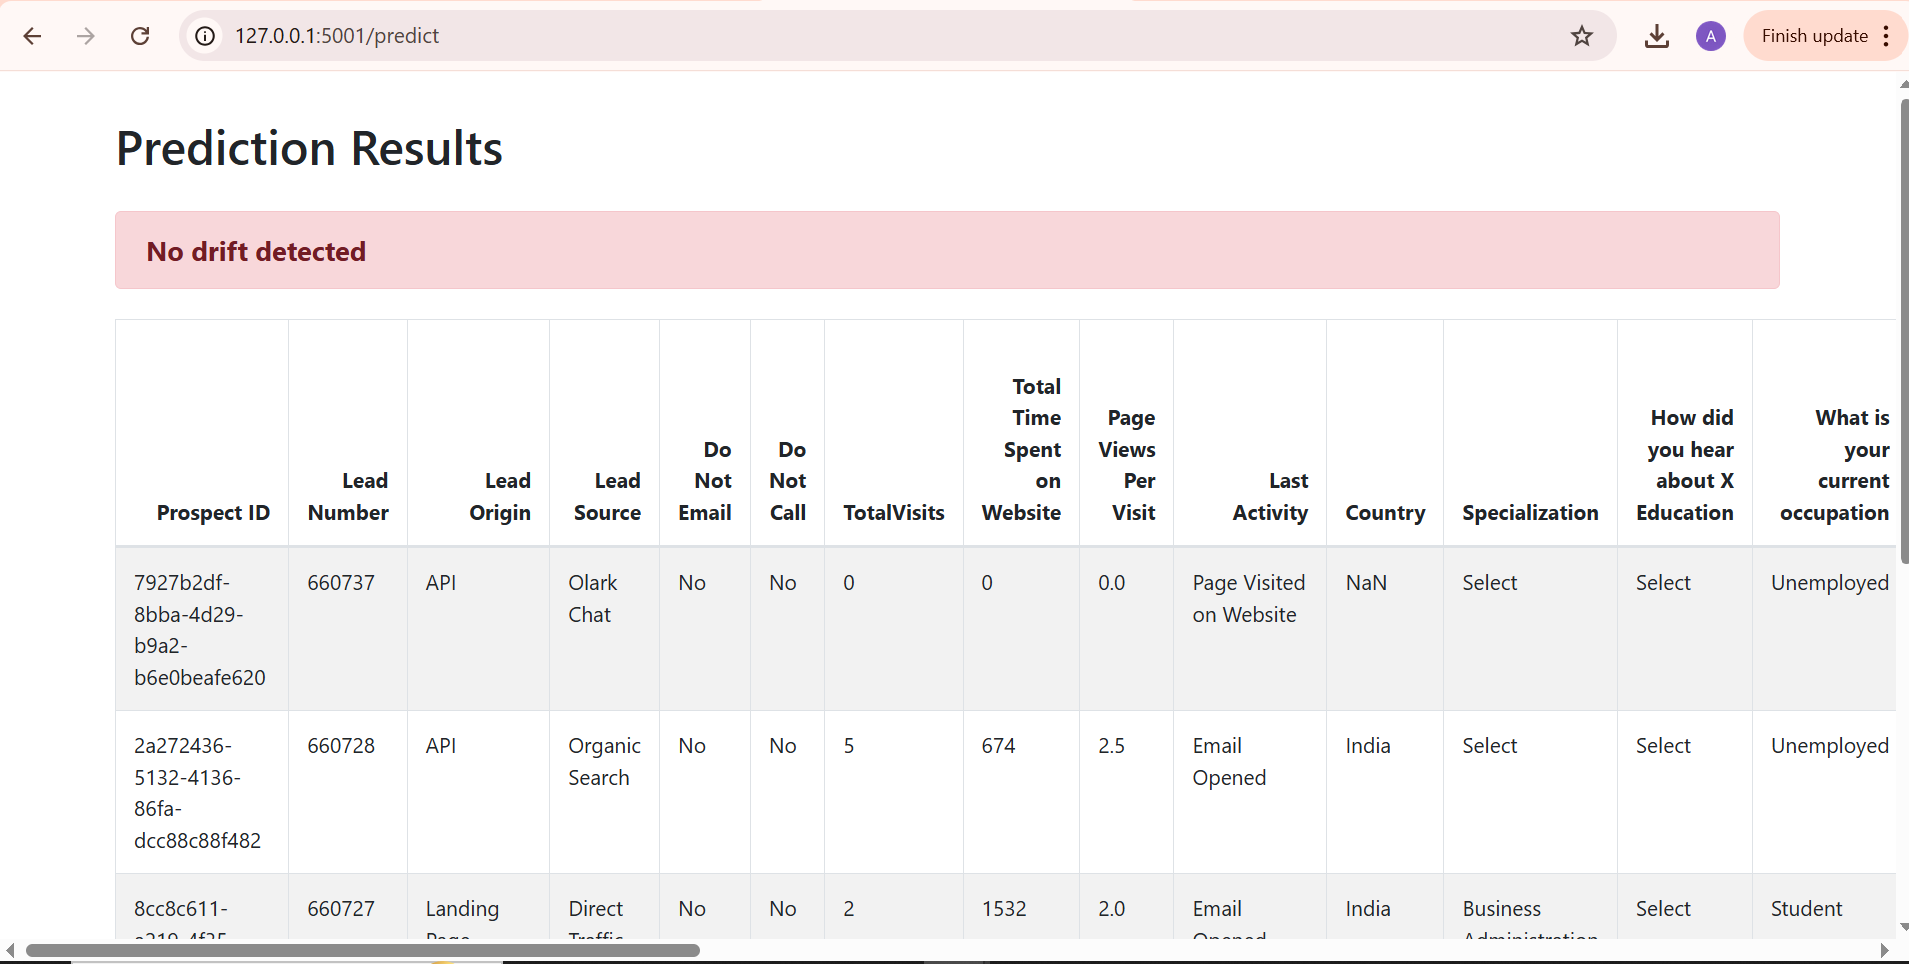 127.0.0.1:5001/predict
A
Finish update
Prediction Results
No drift detected
Prospect ID
Lead Number
Lead Origin
Lead Source
Do Not Email
Do Not Call
TotalVisits
Total Time Spent on Website
Page Views Per Visit
Last Activity
Country
Specialization
How did you hear about X Education
What is your current occupation
7927b2df-8bba-4d29-b9a2-b6e0beafe620 660737 API Olark Chat No No 0 0 0.0 Page Visited on Website NaN Select Select Unemployed
2a272436-5132-4136-86fa-dcc88c88f482 660728 API Organic Search No No 5 674 2.5 Email Opened India Select Select Unemployed
8cc8c611- 660727 Landing Page Direct Traffic No No 2 1532 2.0 Email Opened India Business Administration Select Student